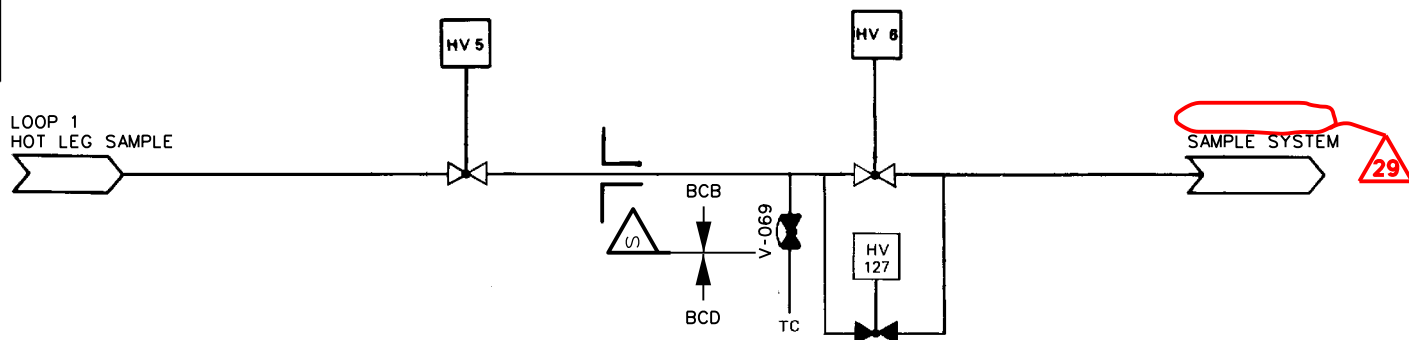 HV 5
HV 6
LOOP 1
HOT LEG SAMPLE
SAMPLE SYSTEM
29
BCB
V-069
S
HV
127
BCD
TC